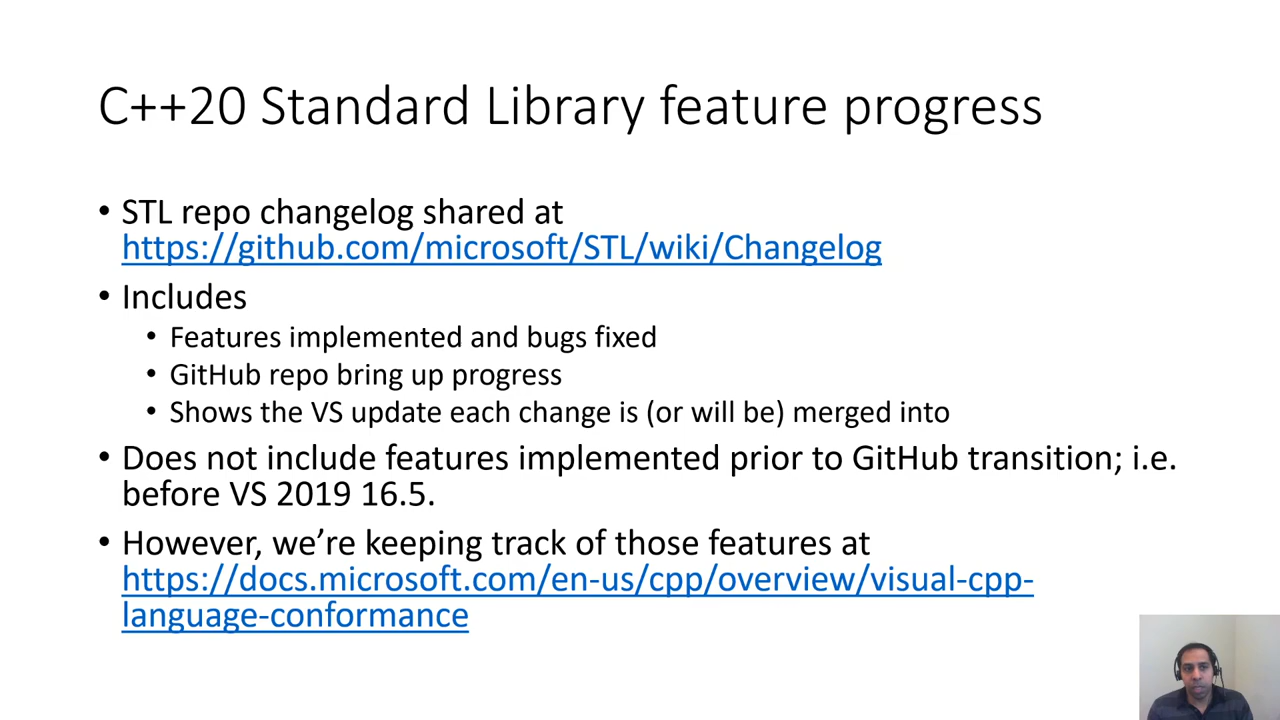 C++20 Standard Library feature progress
• STL repo changelog shared at
https://github.com/microsoft/STL/wiki/Changelog
• Includes
• Features implemented and bugs fixed
• GitHub repo bring up progress
• Shows the VS update each change is (or will be) merged into
• Does not include features implemented prior to GitHub transition; i.e.
before VS 2019 16.5.
• However, we’re keeping track of those features at
https://docs.microsoft.com/en-us/cpp/overview/visual-cpp-
language-conformance